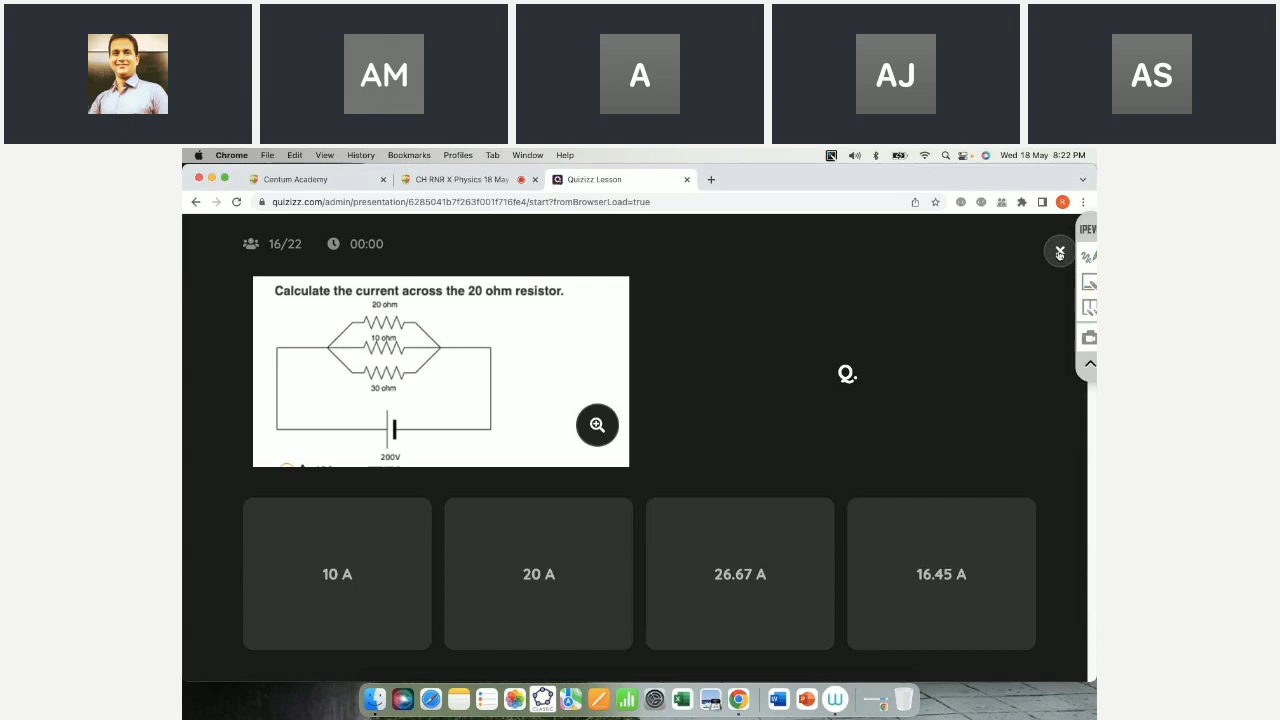 AM
A
AJ
AS
Chrome File Edit View History Bookmarks Profiles Tab Window Help
Wed 18 May 8:22 PM
Centum Academy
CH RNR X Physics 18 May
Quizizz Lesson
quizizz.com/admin/presentation/6285041b7f263f001f716fe4/start?fromBrowserLoad=true
R
IPEV
16/22
00:00
Calculate the current across the 20 ohm resistor.
20 ohm
10 ohm
30 ohm
200V
Q.
10 A
20 A
26.67 A
16.45 A
CLASSIC